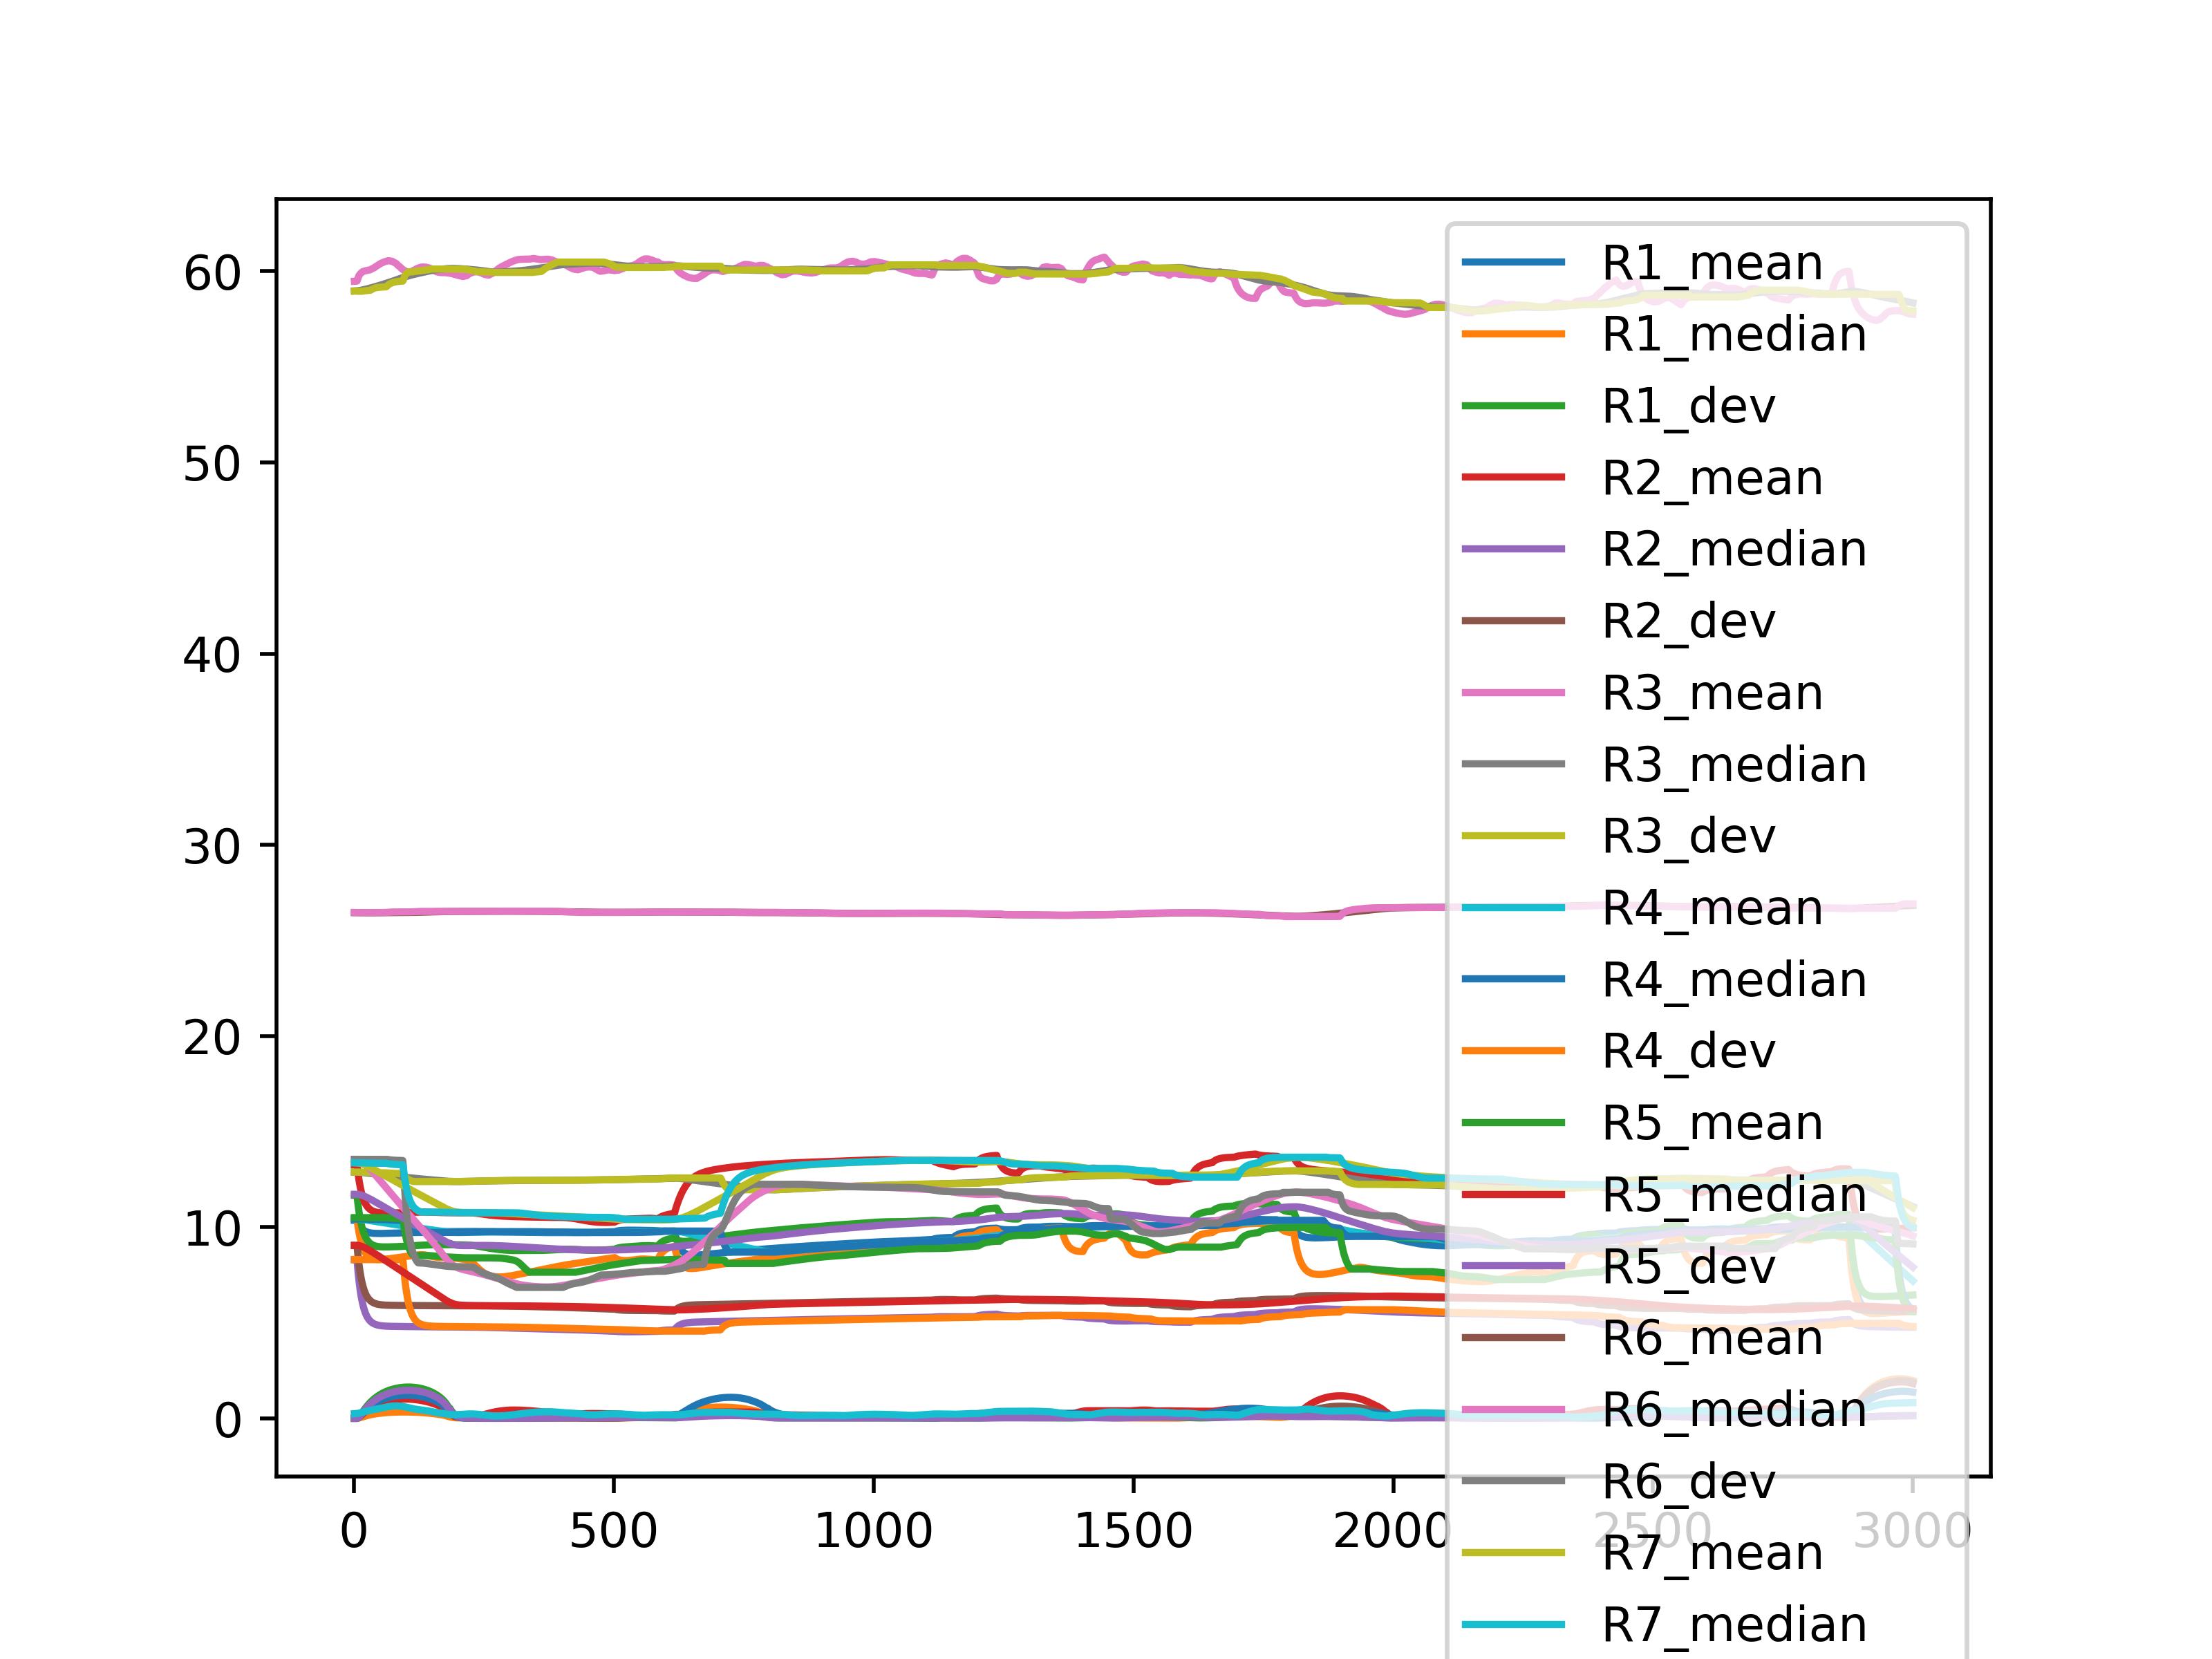 60
50
40
30
20
10
0
0 500 1000 1500 2000 2500 3000
R1_mean
R1_median
R1_dev
R2_mean
R2_median
R2_dev
R3_mean
R3_median
R3_dev
R4_mean
R4_median
R4_dev
R5_mean
R5_median
R5_dev
R6_mean
R6_median
R6_dev
R7_mean
R7_median